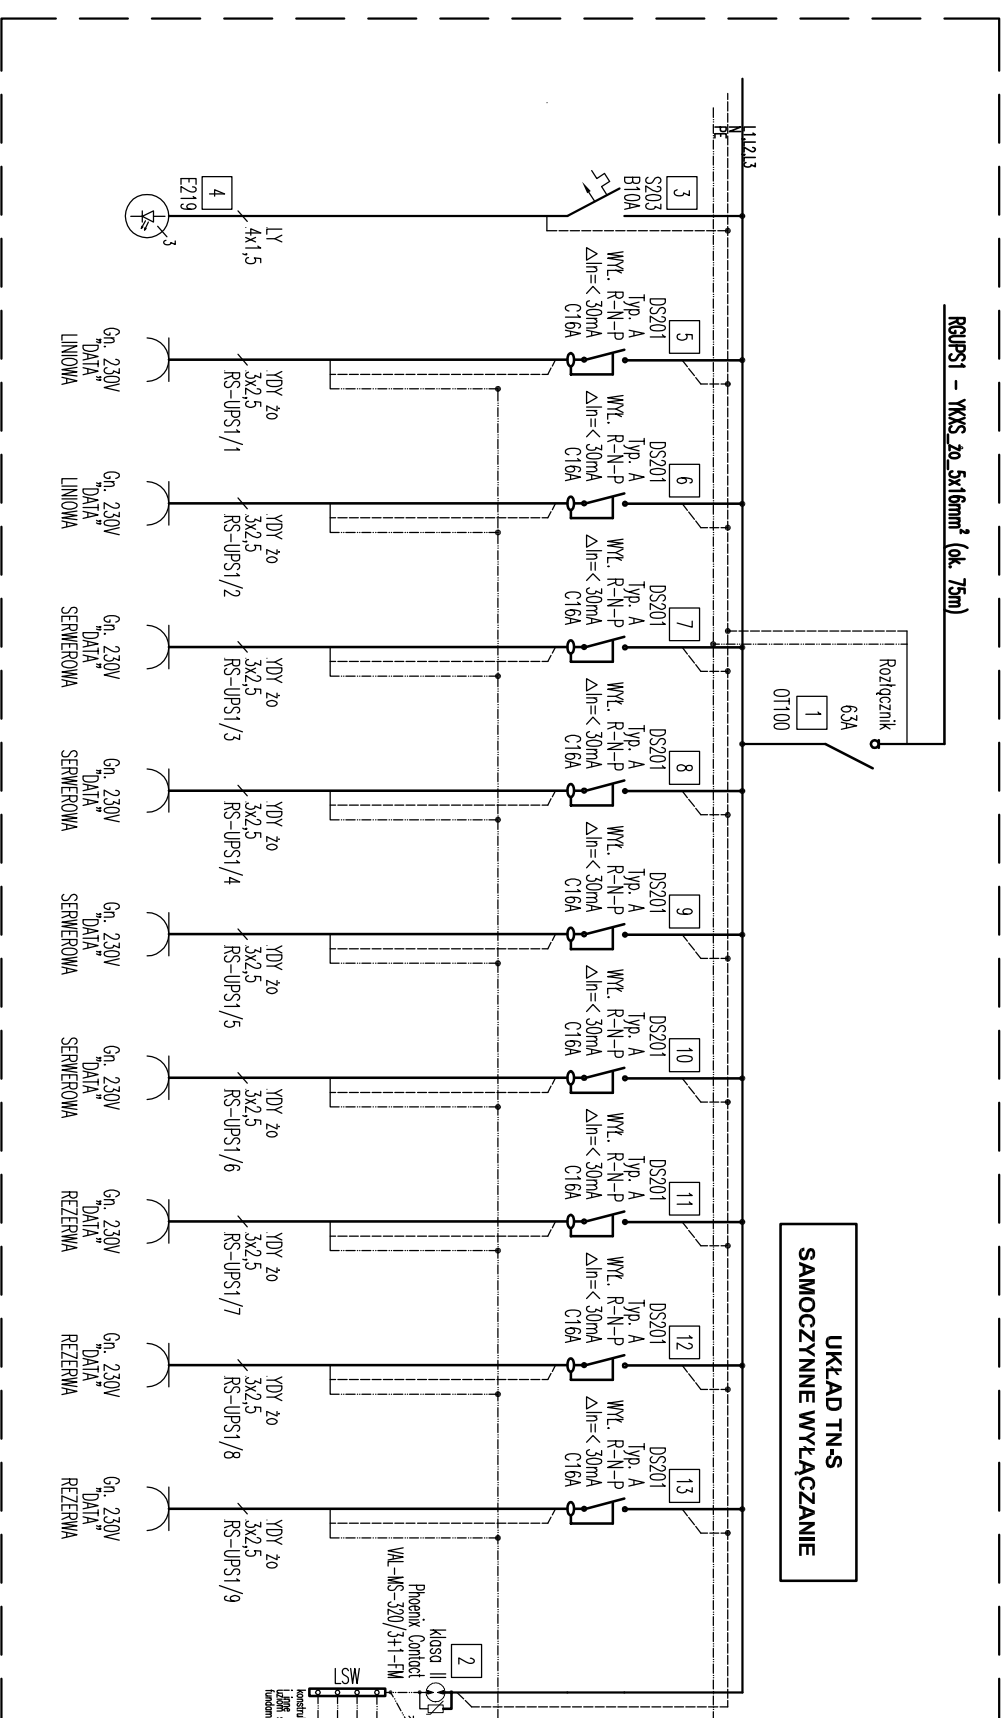 RGUPS1 - YKXS_żo_5x16mm² (ok. 75m)
L1,L2,L3
N
PE
Rozłącznik
63A
1
OT100
UKŁAD TN-S
SAMOCZYNNE WYŁĄCZANIE
3
S203
B10A
LY
4x1,5
4
E219
3
5
DS201
Typ. A
WYŁ. R-N-P
ΔIn=< 30mA
C16A
YDY żo
3x2,5
RS-UPS1/1
Gn. 230V
"DATA"
LINIOWA
6
DS201
Typ. A
WYŁ. R-N-P
ΔIn=< 30mA
C16A
YDY żo
3x2,5
RS-UPS1/2
Gn. 230V
"DATA"
LINIOWA
7
DS201
Typ. A
WYŁ. R-N-P
ΔIn=< 30mA
C16A
YDY żo
3x2,5
RS-UPS1/3
Gn. 230V
"DATA"
SERWEROWA
8
DS201
Typ. A
WYŁ. R-N-P
ΔIn=< 30mA
C16A
YDY żo
3x2,5
RS-UPS1/4
Gn. 230V
"DATA"
SERWEROWA
9
DS201
Typ. A
WYŁ. R-N-P
ΔIn=< 30mA
C16A
YDY żo
3x2,5
RS-UPS1/5
Gn. 230V
"DATA"
SERWEROWA
10
DS201
Typ. A
WYŁ. R-N-P
ΔIn=< 30mA
C16A
YDY żo
3x2,5
RS-UPS1/6
Gn. 230V
"DATA"
SERWEROWA
11
DS201
Typ. A
WYŁ. R-N-P
ΔIn=< 30mA
C16A
YDY żo
3x2,5
RS-UPS1/7
Gn. 230V
"DATA"
REZERWA
12
DS201
Typ. A
WYŁ. R-N-P
ΔIn=< 30mA
C16A
YDY żo
3x2,5
RS-UPS1/8
Gn. 230V
"DATA"
REZERWA
13
DS201
Typ. A
WYŁ. R-N-P
ΔIn=< 30mA
C16A
YDY żo
3x2,5
RS-UPS1/9
Gn. 230V
"DATA"
REZERWA
2
klasa II
Phoenix Contact
VAL-MS-320/3+1-FM
LSW